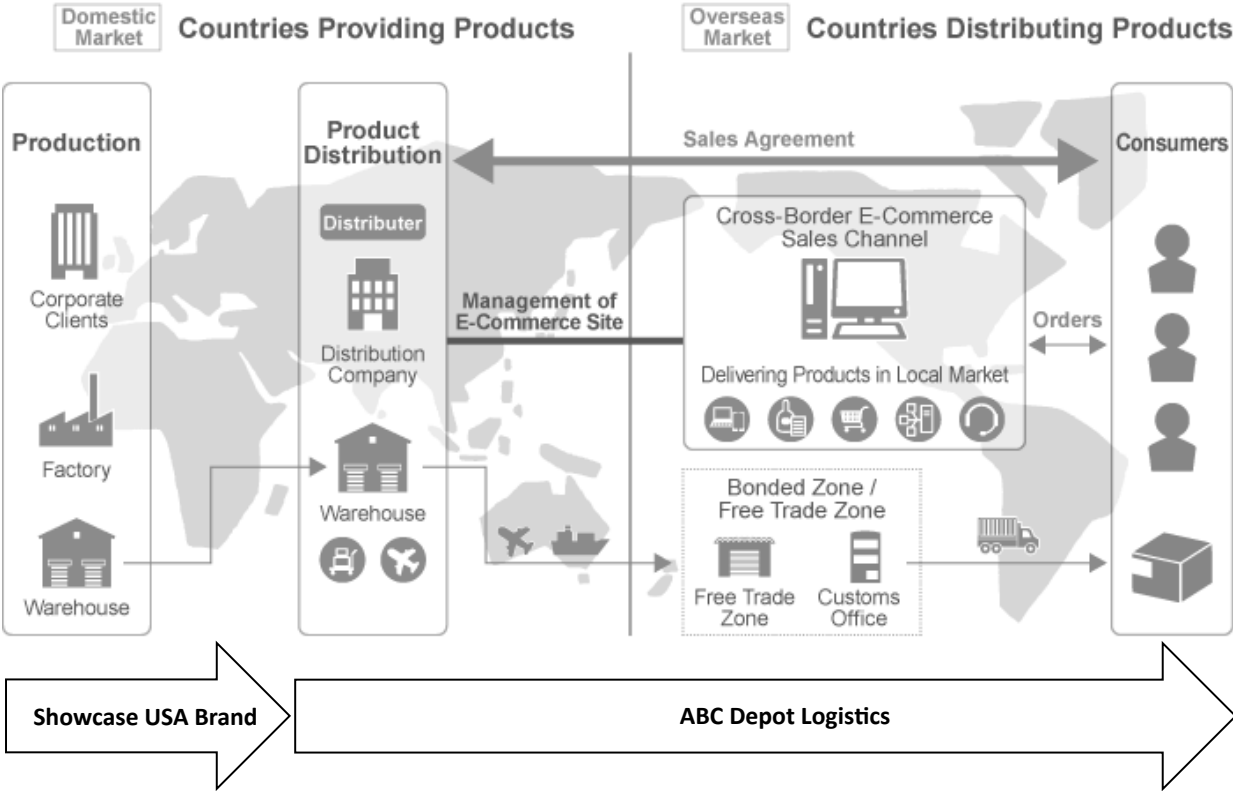 Domestic
Market
Countries Providing Products
Overseas
Market
Countries Distributing Products
Production
Corporate
Clients
Factory
Warehouse
Product
Distribution
Distributer
Distribution
Company
Warehouse
Management of
E-Commerce Site
Sales Agreement
Cross-Border E-Commerce
Sales Channel
Delivering Products in Local Market
Bonded Zone /
Free Trade Zone
Free Trade
Zone
Customs
Office
Orders
Consumers
Showcase USA Brand
ABC Depot Logistics